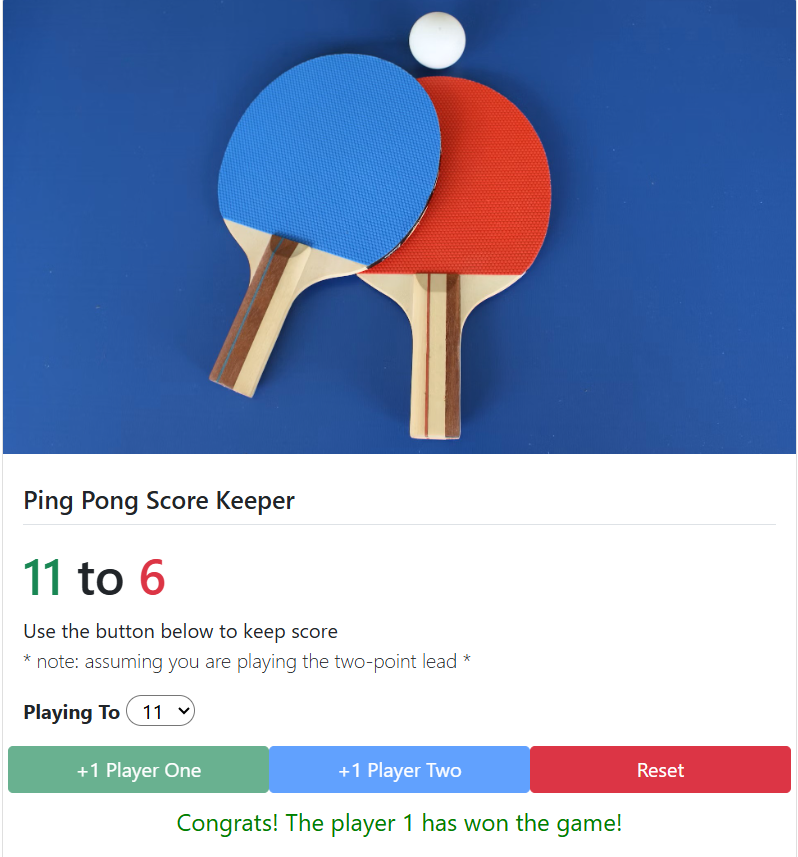 Ping Pong Score Keeper
11 to 6
Use the button below to keep score
* note: assuming you are playing the two-point lead *
Playing To 11
+1 Player One +1 Player Two Reset
Congrats! The player 1 has won the game!